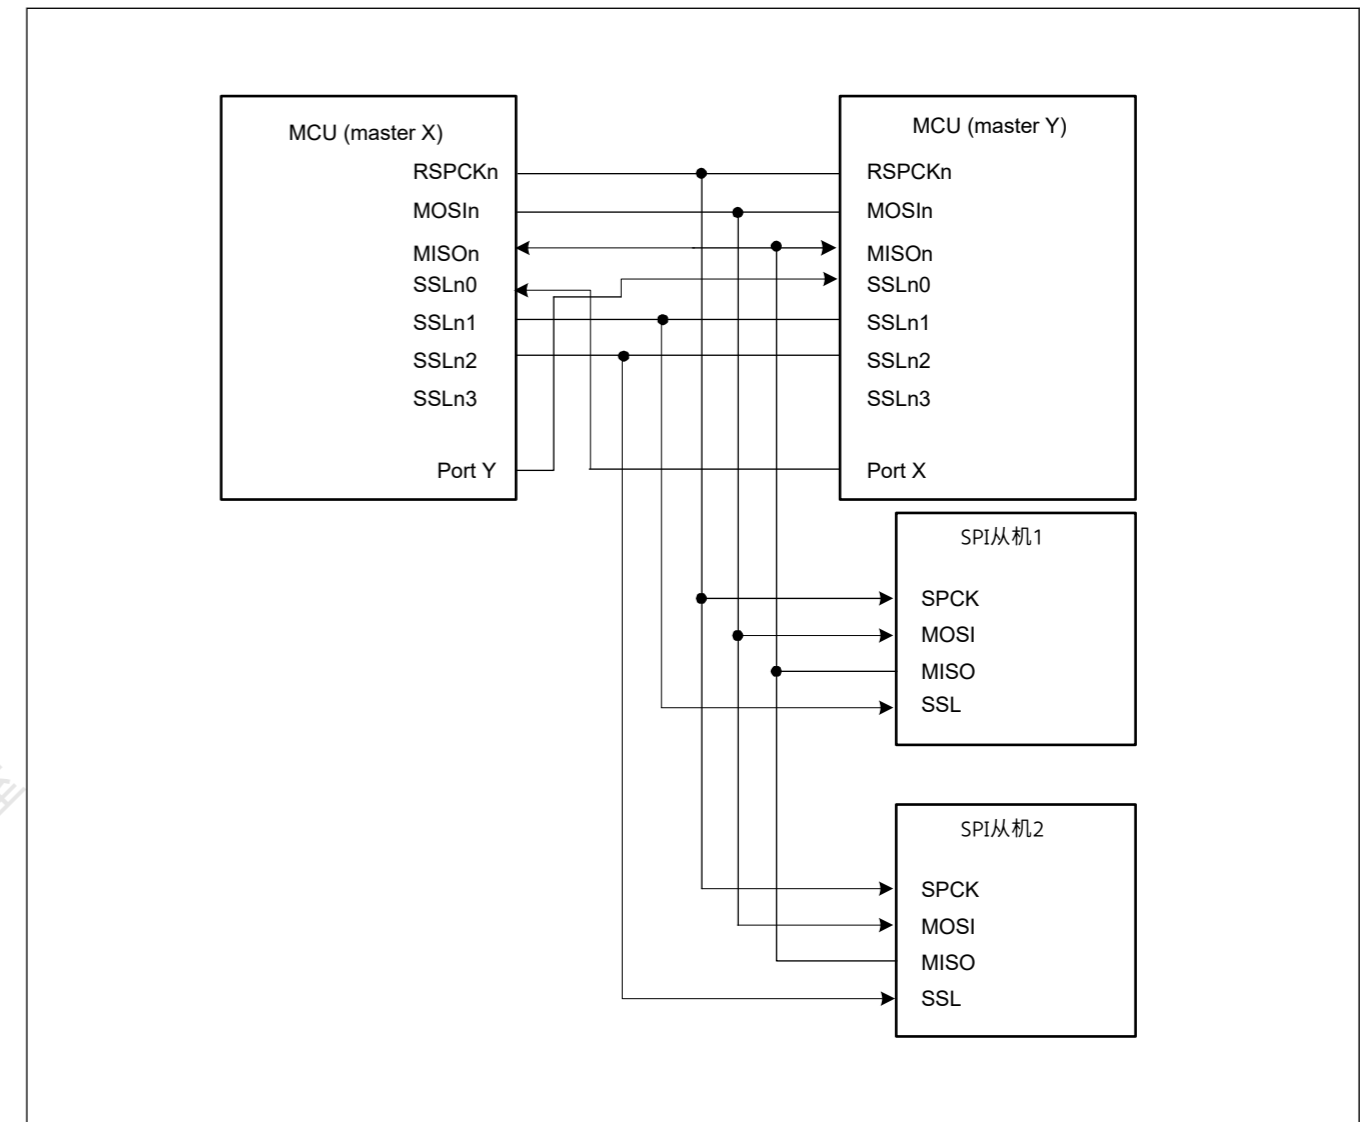 MCU (master X)
RSPCKn
MOSIn
MISOn
SSLn0
SSLn1
SSLn2
SSLn3
Port Y
MCU (master Y)
RSPCKn
MOSIn
MISOn
SSLn0
SSLn1
SSLn2
SSLn3
Port X
SPI从机1
SPCK
MOSI
MISO
SSL
SPI从机2
SPCK
MOSI
MISO
SSL